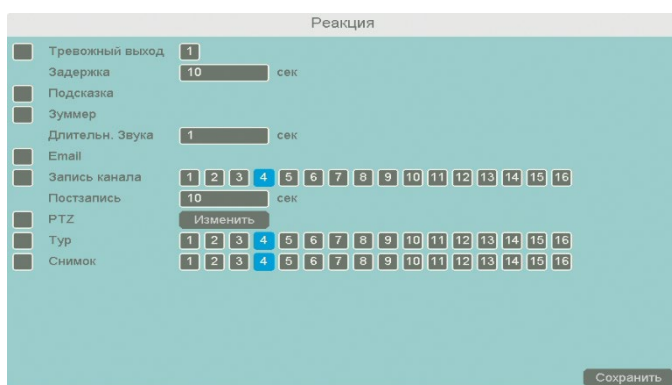 Реакция
Тревожный выход 1
Задержка 10 сек
Подсказка
Зуммер
Длительн. Звука 1 сек
Email
Запись канала 1 2 3 4 5 6 7 8 9 10 11 12 13 14 15 16
Постзапись 10 сек
PTZ Изменить
Тур 1 2 3 4 5 6 7 8 9 10 11 12 13 14 15 16
Снимок 1 2 3 4 5 6 7 8 9 10 11 12 13 14 15 16
Сохранить